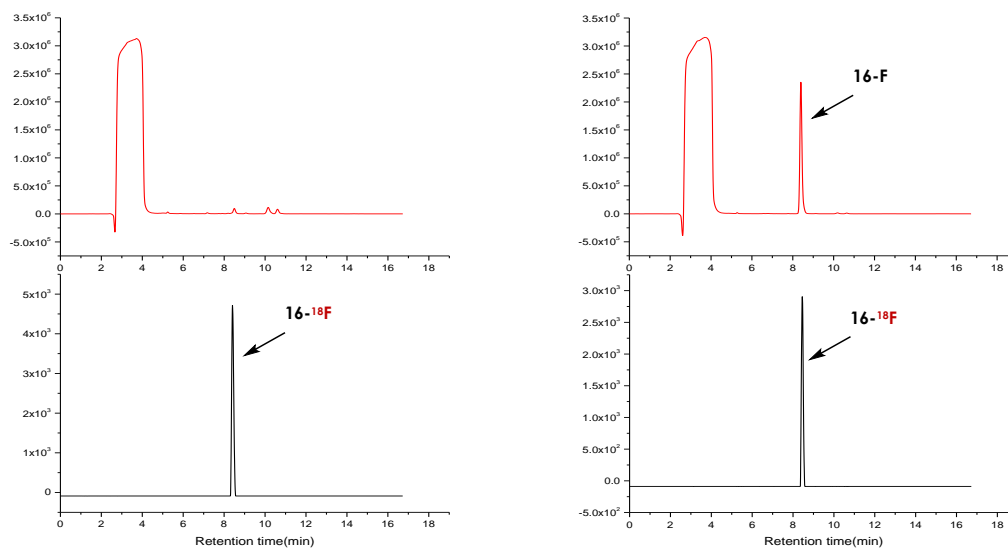 3.5x10⁶
3.0x10⁶
2.5x10⁶
2.0x10⁶
1.5x10⁶
1.0x10⁶
5.0x10⁵
0.0
-5.0x10⁵
0 2 4 6 8 10 12 14 16 18
3.5x10⁶
3.0x10⁶
2.5x10⁶
2.0x10⁶
1.5x10⁶
1.0x10⁶
5.0x10⁵
0.0
-5.0x10⁵
16-F
0 2 4 6 8 10 12 14 16 18
5x10³
4x10³
3x10³
2x10³
1x10³
0
16-¹⁸F
0 2 4 6 8 10 12 14 16 18
Retention time(min)
3.0x10³
2.5x10³
2.0x10³
1.5x10³
1.0x10³
5.0x10²
0.0
-5.0x10²
16-¹⁸F
0 2 4 6 8 10 12 14 16 18
Retention time(min)